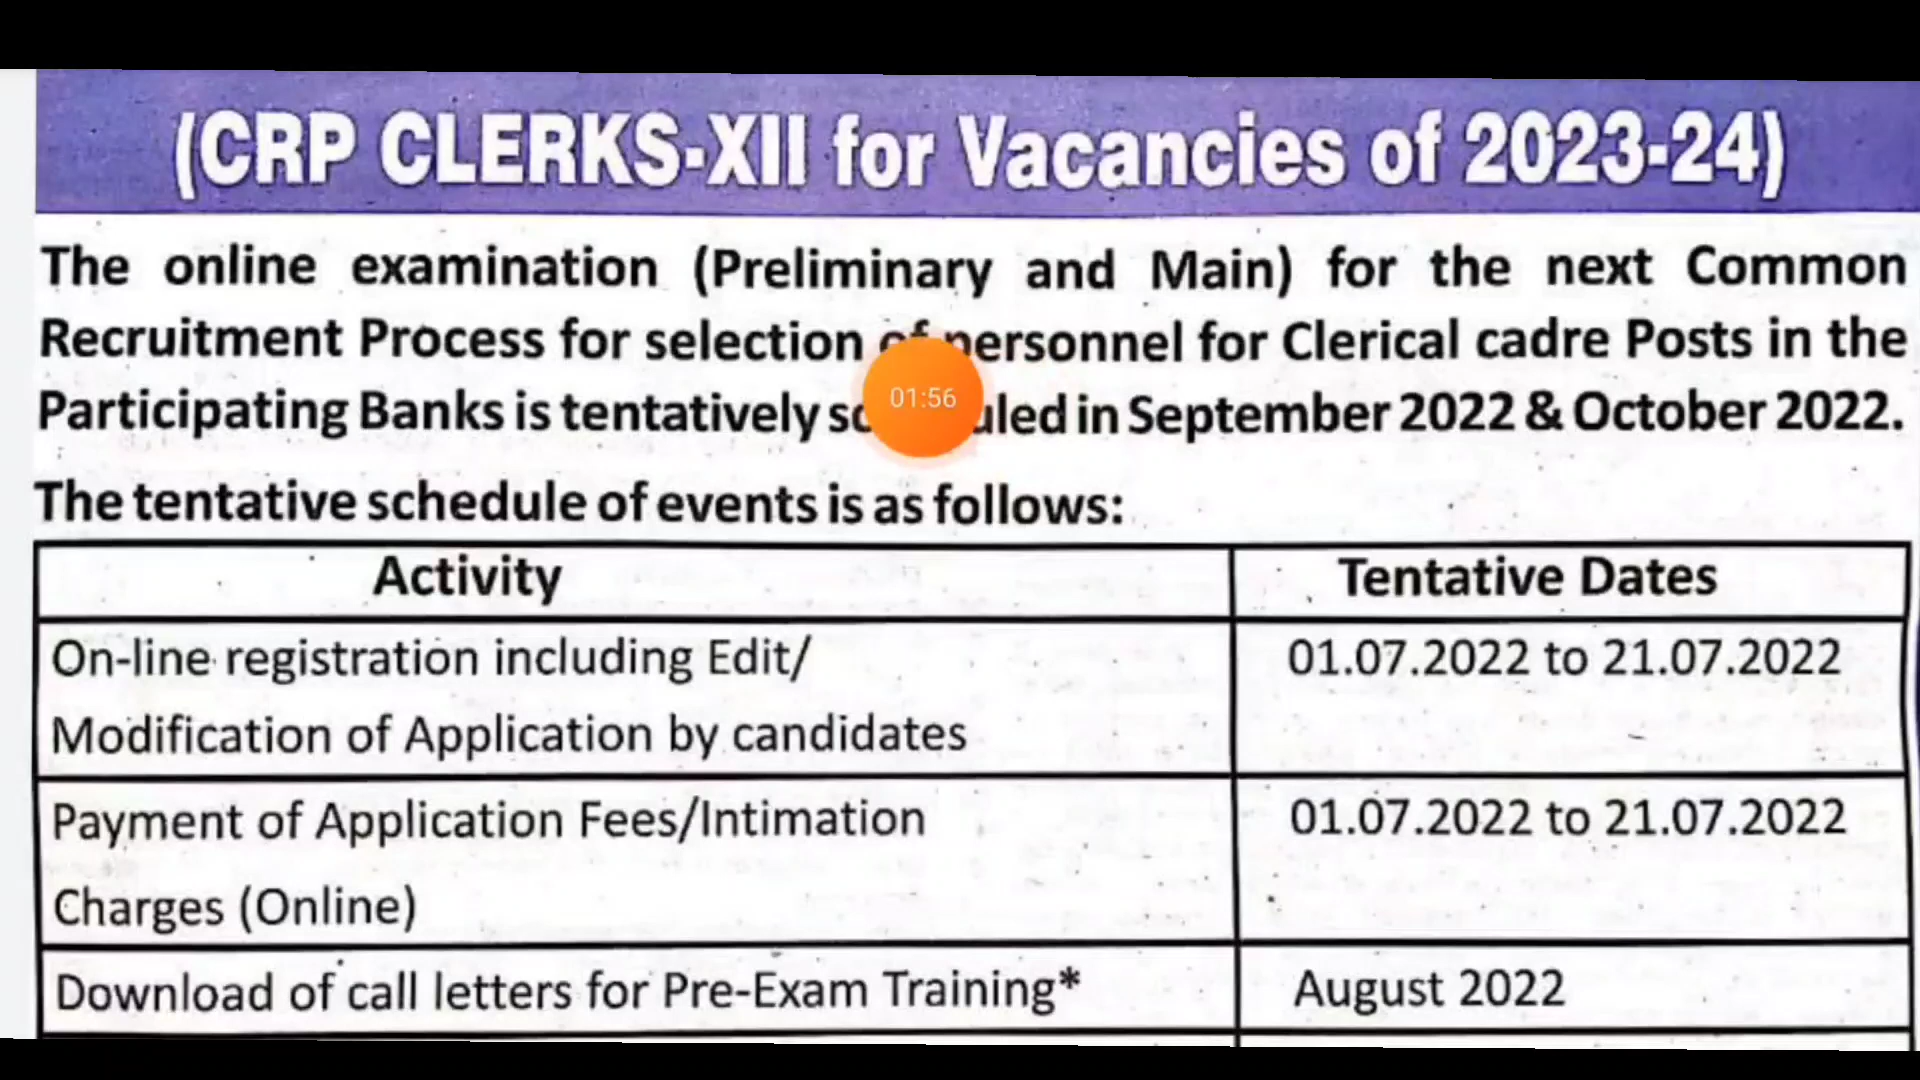 (CRP CLERKS-XII for Vacancies of 2023-24)
The online examination (Preliminary and Main) for the next Common
Recruitment Process for selection of personnel for Clerical cadre Posts in the
Participating Banks is tentatively in September 2022 & October 2022.
01:56
The tentative schedule of events is as follows:
Activity
Tentative Dates
On-line registration including Edit/
01.07.2022 to 21.07.2022
Modification of Application by candidates
Payment of Application Fees/Intimation
01.07.2022 to 21.07.2022
Charges (Online)
Download of call letters for Pre-Exam Training*
August 2022